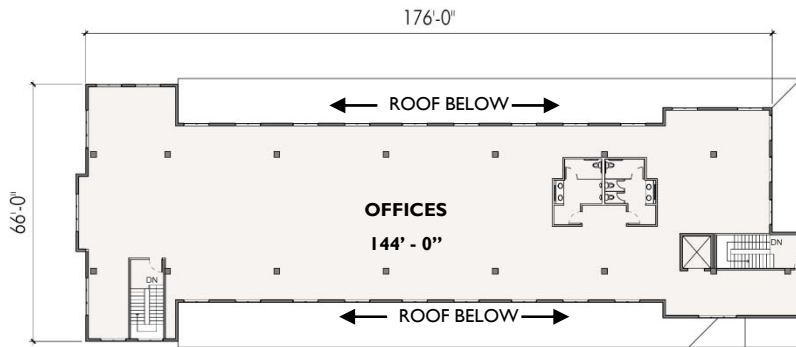 176'-0"
ROOF BELOW
66'-0"
OFFICES
144' - 0”
DN
DN
ROOF BELOW